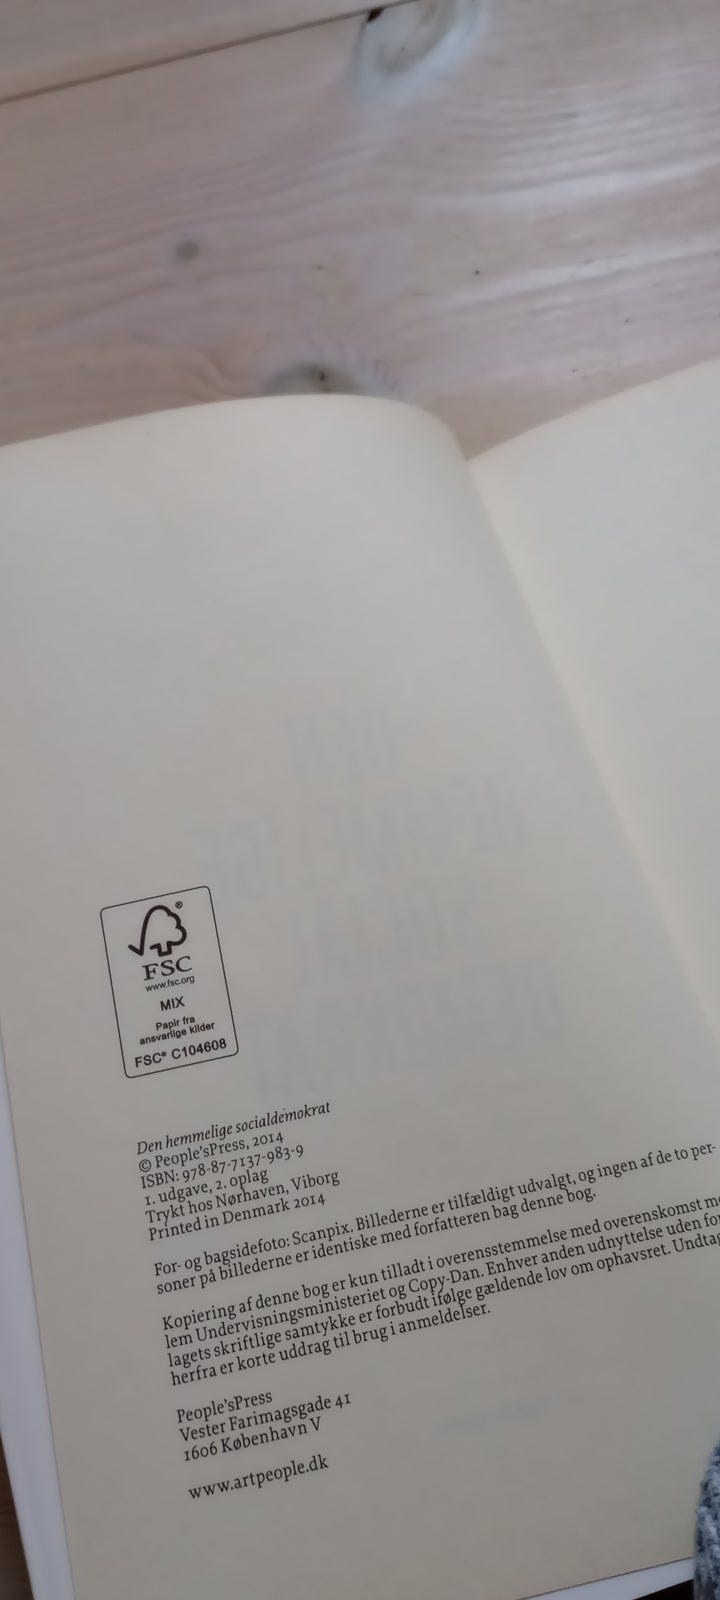 FSC®
www.fsc.org
MIX
Papir fra
ansvarlige kilder
FSC® C104608
Den hemmelige socialdemokrat
© People'sPress, 2014
ISBN: 978-87-7137-983-9
1. udgave, 2. oplag
Trykt hos Nørhaven, Viborg
Printed in Denmark 2014
For- og bagsidefoto: Scanpix. Billederne er tilfældigt udvalgt, og ingen af de to per-
soner på billederne er identiske med forfatteren bag denne bog.
Kopiering af denne bog er kun tilladt i overensstemmelse med overenskomst
lem Undervisningsministeriet og Copy-Dan. Enhver anden udnyttelse uden
lagets skriftlige samtykke er forbudt ifølge gældende lov om ophavsret. Undtag
herfra er korte uddrag til brug i anmeldelser.
People'sPress
Vester Farimagsgade 41
1606 København V
www.artpeople.dk